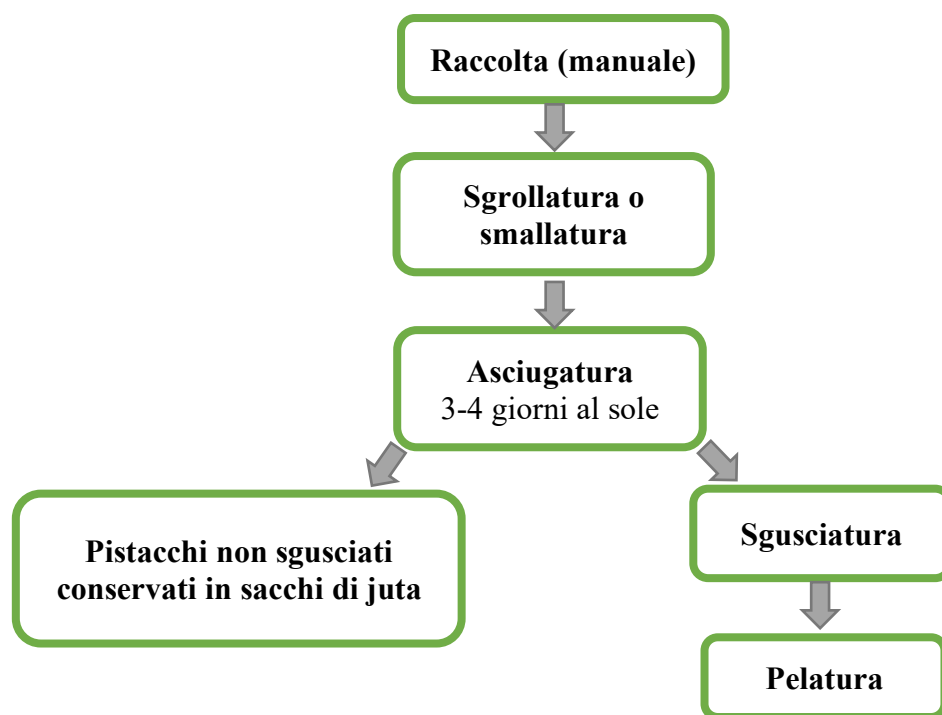 Raccolta (manuale)
Sgrollatura o
smallatura
Asciugatura
3-4 giorni al sole
Pistacchi non sgusciati
conservati in sacchi di juta
Sgusciatura
Pelatura